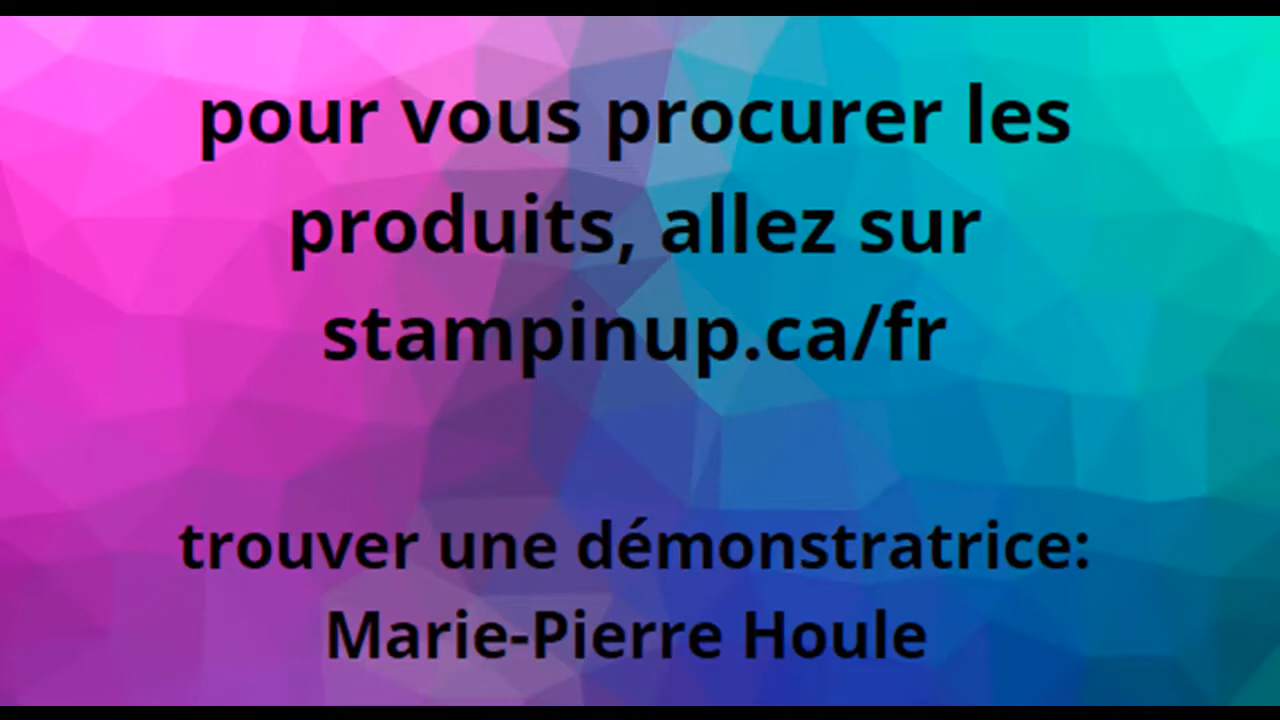 pour vous procurer les
produits, allez sur
stampinup.ca/fr
trouver une démonstratrice:
Marie-Pierre Houle